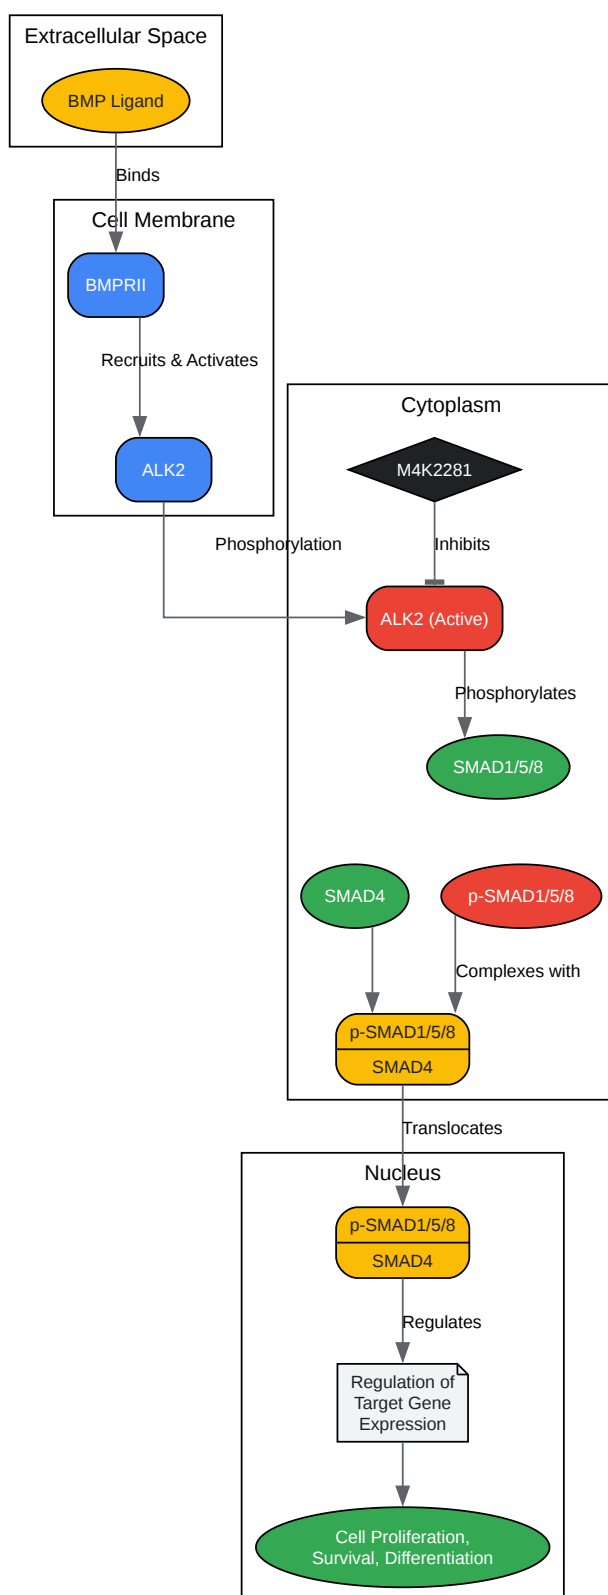 Extracellular Space
BMP Ligand
Binds
Cell Membrane
BMPRII
Recruits & Activates
ALK2
Cytoplasm
M4K2281
Phosphorylation
Inhibits
ALK2 (Active)
Phosphorylates
SMAD1/5/8
SMAD4
p-SMAD1/5/8
Complexes with
p-SMAD1/5/8
SMAD4
Translocates
Nucleus
p-SMAD1/5/8
SMAD4
Regulates
Regulation of
Target Gene
Expression
Cell Proliferation,
Survival, Differentiation